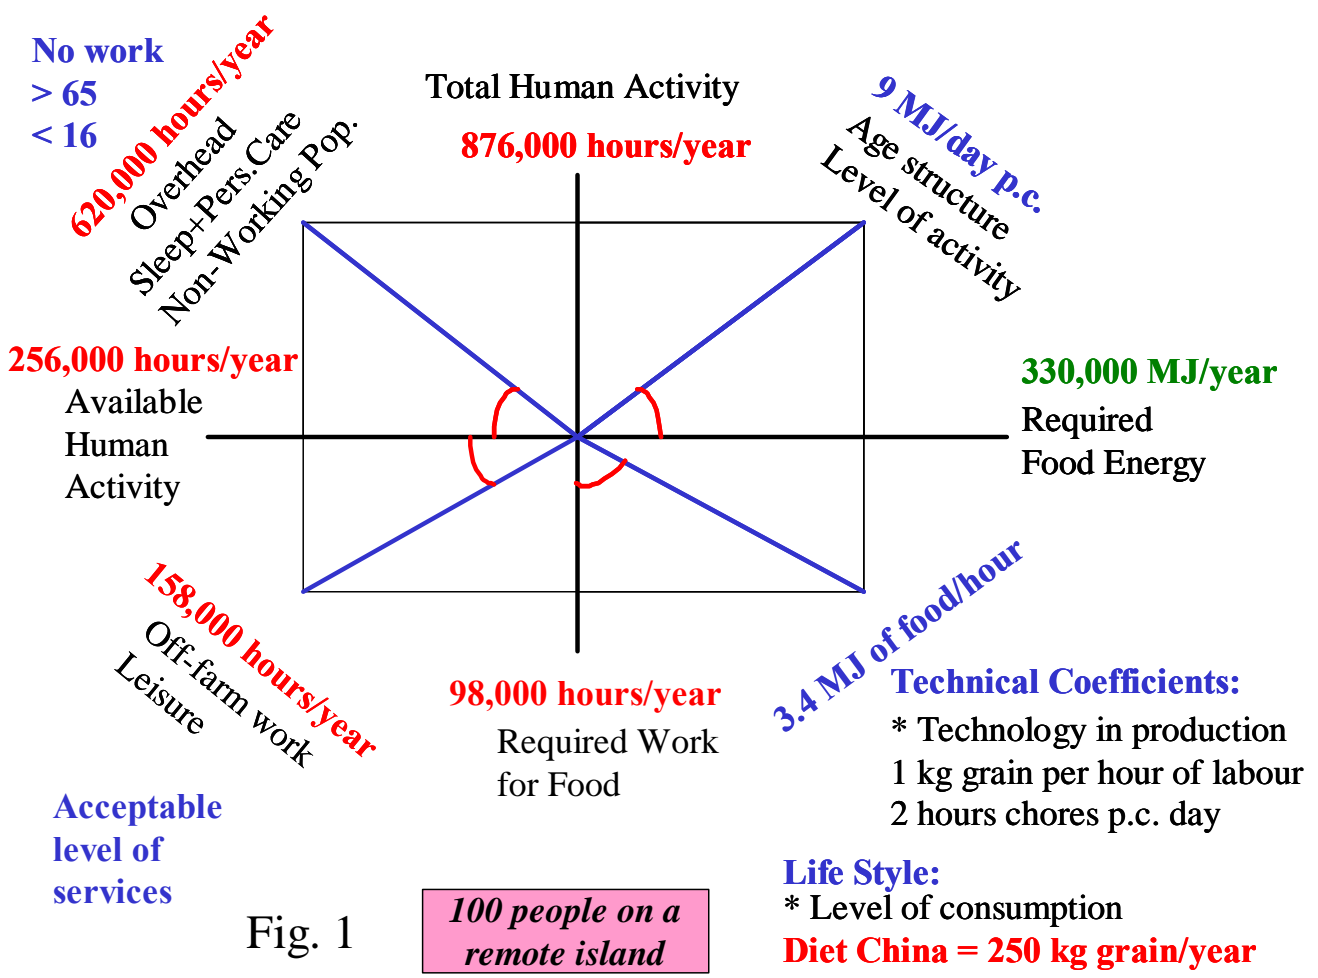 No work
> 65
< 16
620,000 hours/year
Overhead
Sleep+Pers.Care
Non-Working Pop.
Total Human Activity
876,000 hours/year
9 MJ/day p.c.
Age structure
Level of activity
256,000 hours/year
Available
Human
Activity
330,000 MJ/year
Required
Food Energy
158,000 hours/year
Off-farm work
Leisure
98,000 hours/year
Required Work
for Food
3.4 MJ of food/hour
Technical Coefficients:
* Technology in production
1 kg grain per hour of labour
2 hours chores p.c. day
Acceptable
level of
services
Life Style:
* Level of consumption
Diet China = 250 kg grain/year
Fig. 1
100 people on a
remote island